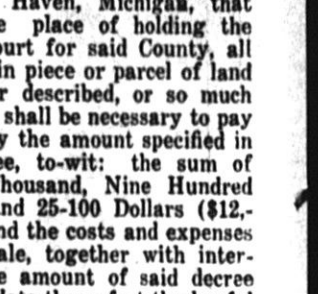 Haven, Michigan, that
e place of holding the
ourt for said County, all
in piece or parcel of land
r described, or so much
shall be necessary to pay
y the amount specified in
ee, to-wit: the sum of
housand, Nine Hundred
nd 25-100 Dollars ($12,-
nd the costs and expenses
ale, together with inter-
e amount of said decree